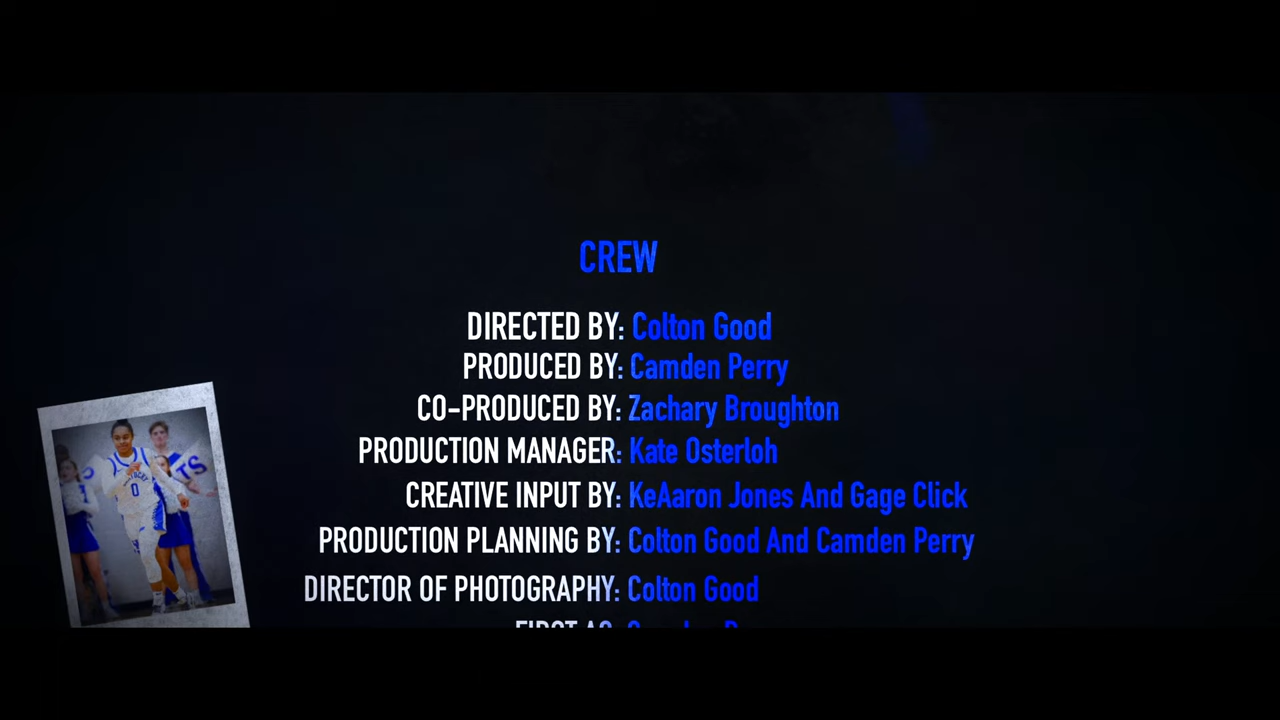 CREW
DIRECTED BY: Colton Good
PRODUCED BY: Camden Perry
CO-PRODUCED BY: Zachary Broughton
PRODUCTION MANAGER: Kate Osterloh
CREATIVE INPUT BY: KeAaron Jones And Gage Click
PRODUCTION PLANNING BY: Colton Good And Camden Perry
DIRECTOR OF PHOTOGRAPHY: Colton Good
TS
0